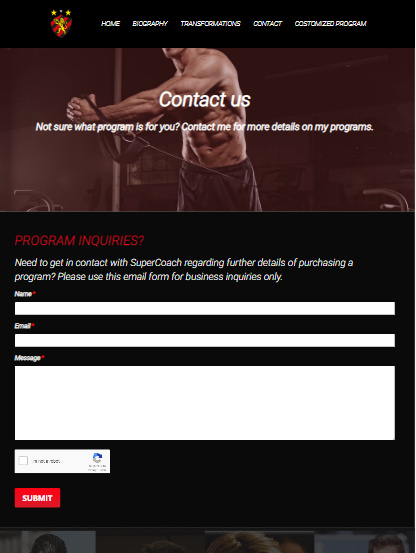 HOME BIOGRAPHY TRANSFORMATIONS CONTACT COSTOMIZED PROGRAM
Contact us
Not sure what program is for you? Contact me for more details on my programs.
PROGRAM INQUIRIES?
Need to get in contact with SuperCoach regarding further details of purchasing a
program? Please use this email form for business inquiries only.
Name*
Email*
Message*
I'm not a robot
SUBMIT